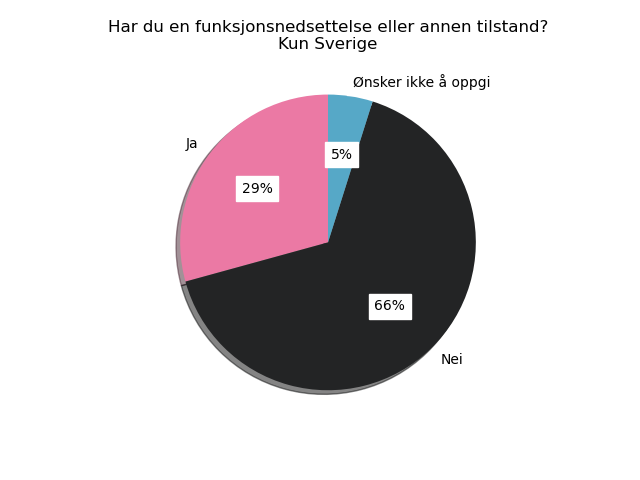 Har du en funksjonsnedsettelse eller annen tilstand?
Kun Sverige
Ønsker ikke å oppgi
Ja
5%
29%
66%
Nei